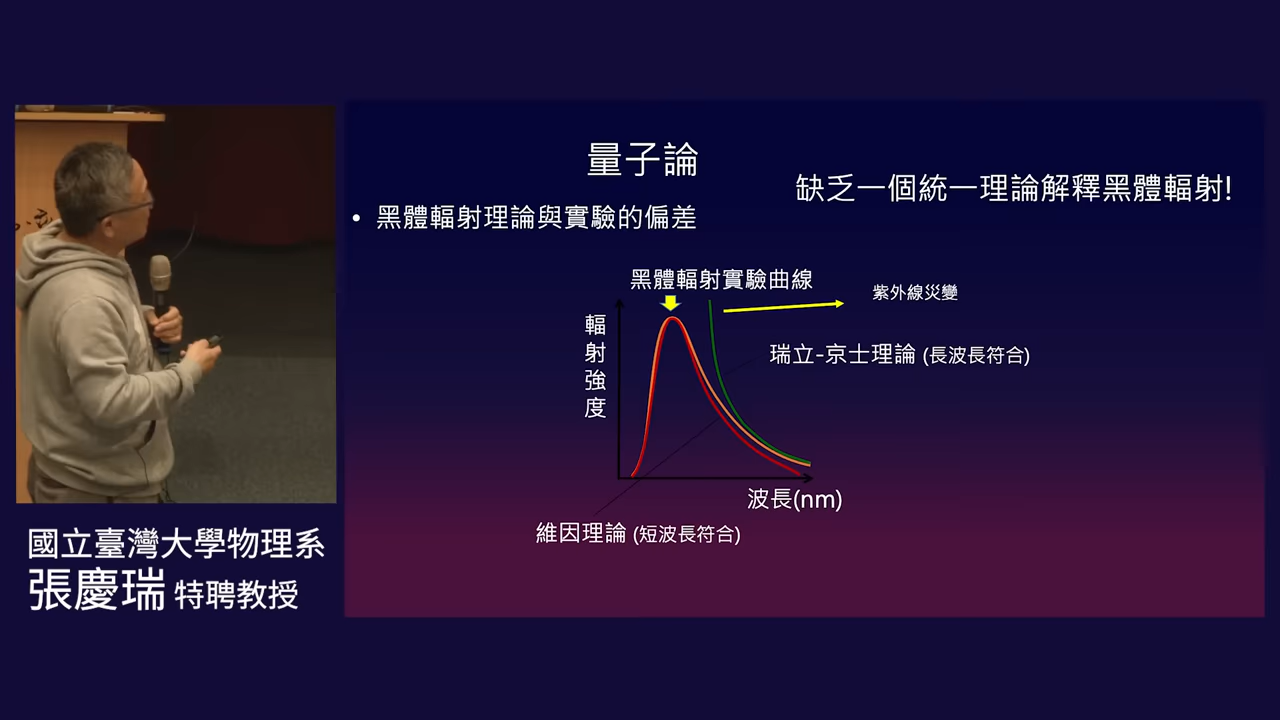 量子論
缺乏一個統一理論解釋黑體輻射!
• 黑體輻射理論與實驗的偏差
黑體輻射實驗曲線
紫外線災變
輻射強度
瑞立-京士理論 (長波長符合)
波長(nm)
維因理論 (短波長符合)
國立臺灣大學物理系
張慶瑞 特聘教授